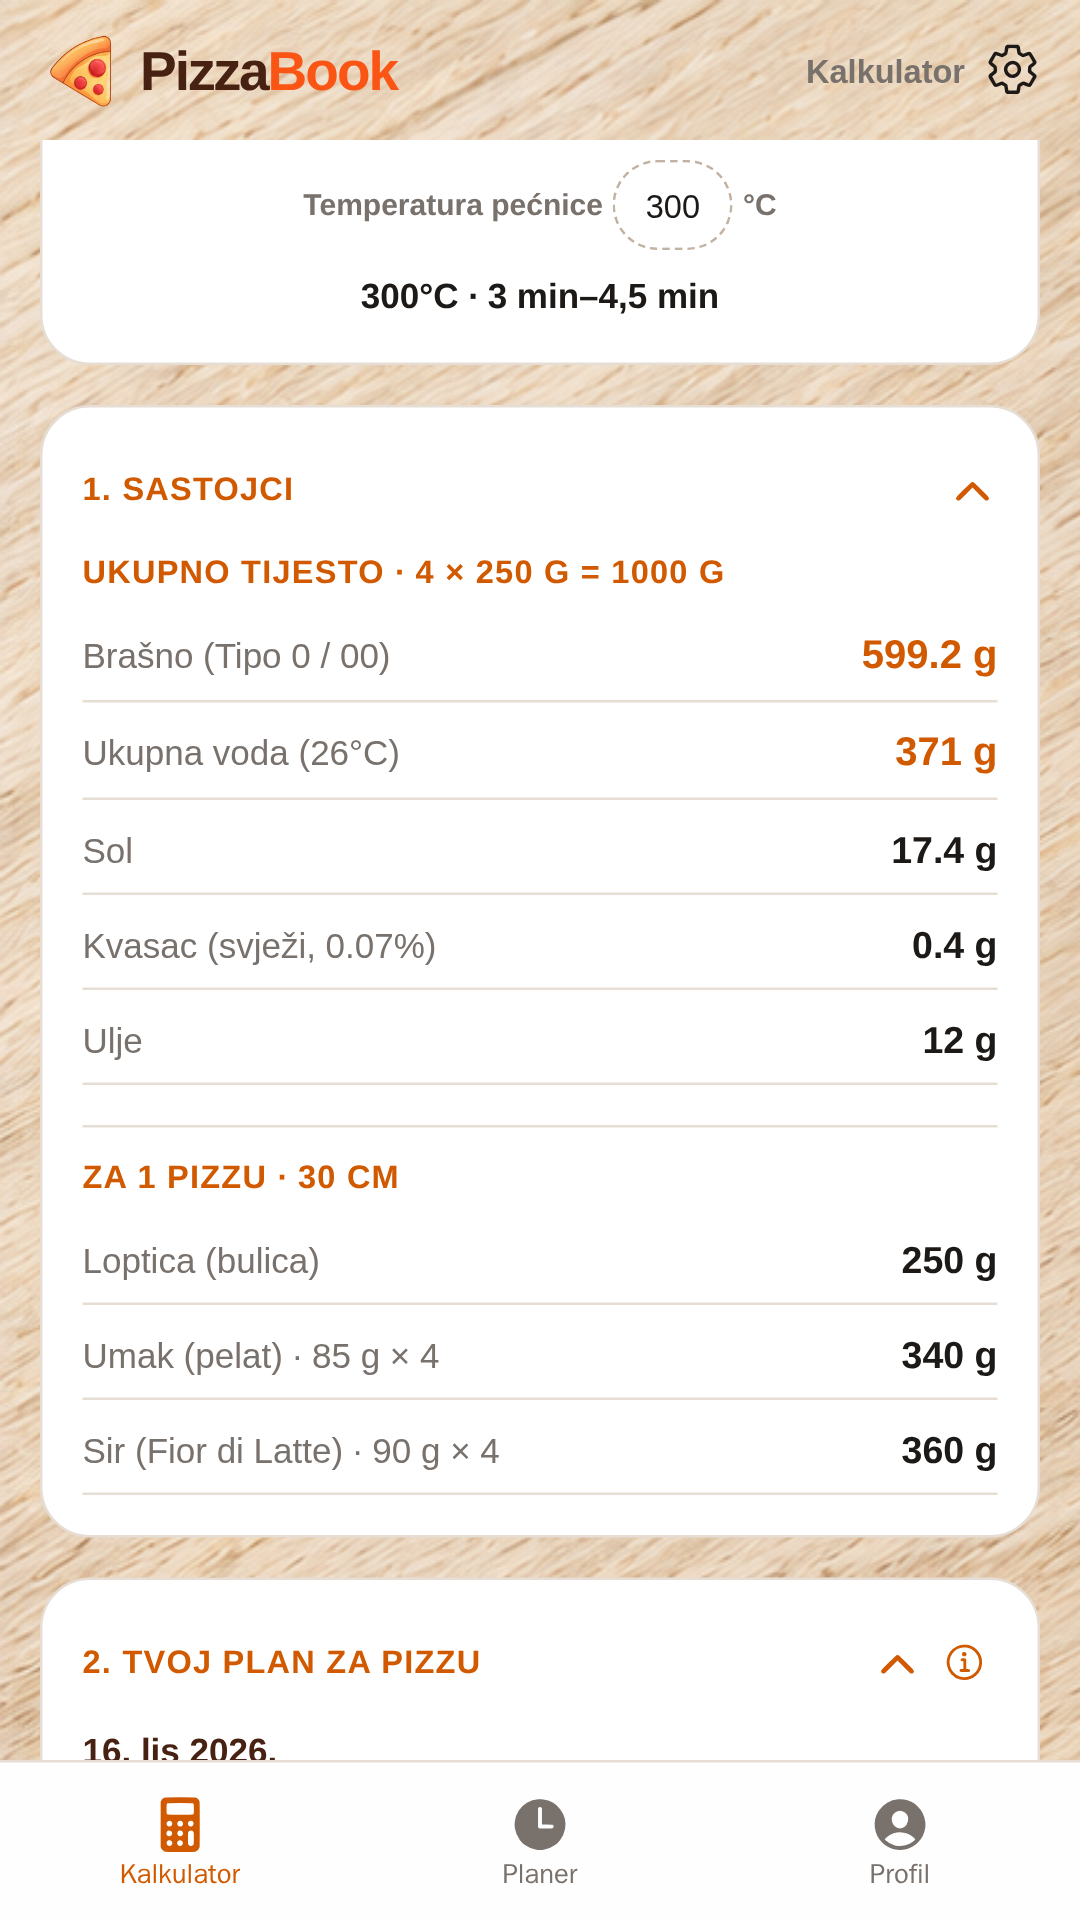 PizzaBook
Kalkulator
Temperatura pećnice 300 °C
300°C · 3 min–4,5 min
1. SASTOJCI
UKUPNO TIJESTO · 4 × 250 G = 1000 G
Brašno (Tipo 0 / 00) 599.2 g
Ukupna voda (26°C) 371 g
Sol 17.4 g
Kvasac (svježi, 0.07%) 0.4 g
Ulje 12 g
ZA 1 PIZZU · 30 CM
Loptica (bulica) 250 g
Umak (pelat) · 85 g × 4 340 g
Sir (Fior di Latte) · 90 g × 4 360 g
2. TVOJ PLAN ZA PIZZU
16. lis 2026.
Kalkulator
Planer
Profil